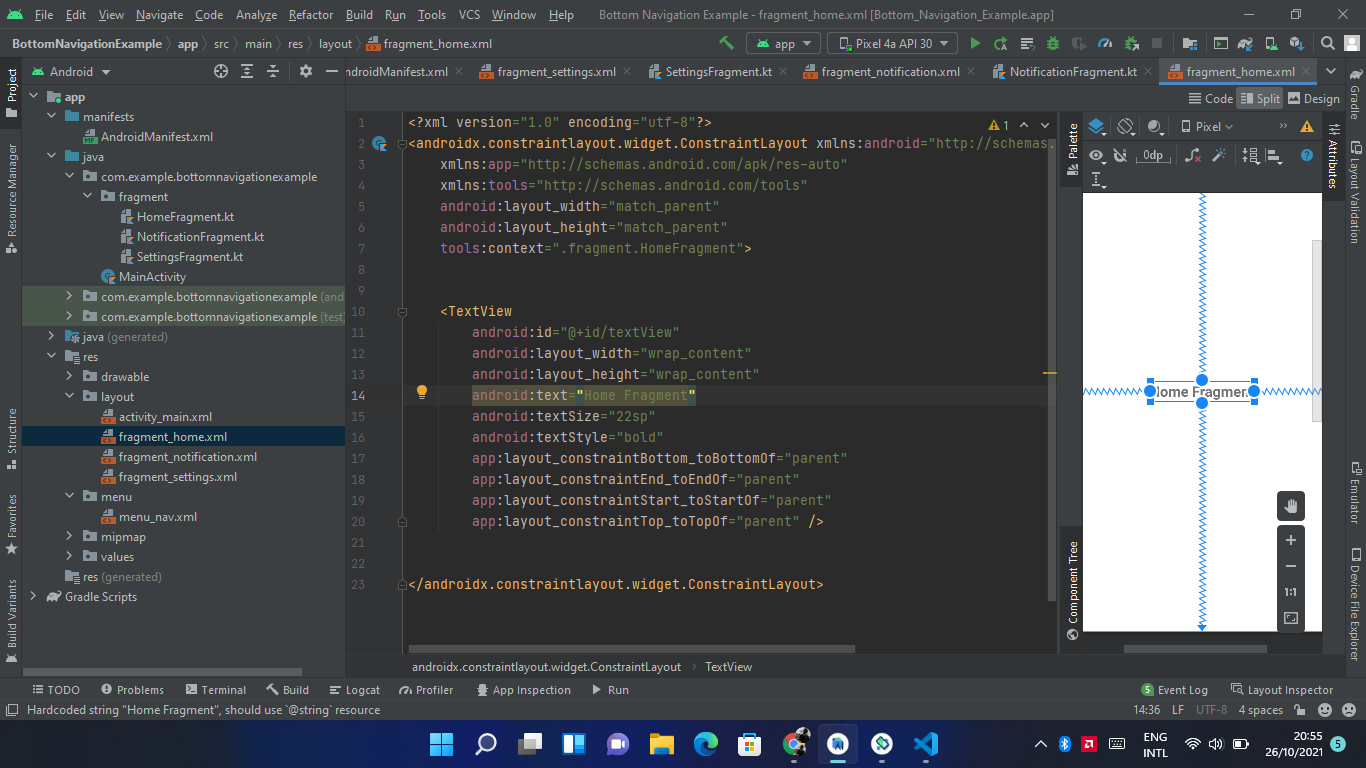 File Edit View Navigate Code Analyze Refactor Build Run Tools VCS Window Help Bottom Navigation Example - fragment_home.xml [Bottom_Navigation_Example.app]
BottomNavigationExample app src main res layout fragment_home.xml app Pixel 4a API 30
Android
ndroidManifest.xml fragment_settings.xml SettingsFragment.kt fragment_notification.xml NotificationFragment.kt fragment_home.xml
Code Split Design
Project
Resource Manager
Structure
Favorites
Build Variants
app
manifests
AndroidManifest.xml
java
com.example.bottomnavigationexample
fragment
HomeFragment.kt
NotificationFragment.kt
SettingsFragment.kt
MainActivity
com.example.bottomnavigationexample (and
com.example.bottomnavigationexample (test)
java (generated)
res
drawable
layout
activity_main.xml
fragment_home.xml
fragment_notification.xml
fragment_settings.xml
menu
menu_nav.xml
mipmap
values
res (generated)
Gradle Scripts
1 <?xml version="1.0" encoding="utf-8"?>
2 <androidx.constraintlayout.widget.ConstraintLayout xmlns:android="http://schemas.
3 xmlns:app="http://schemas.android.com/apk/res-auto"
4 xmlns:tools="http://schemas.android.com/tools"
5 android:layout_width="match_parent"
6 android:layout_height="match_parent"
7 tools:context=".fragment.HomeFragment">
8
9
10 <TextView
11 android:id="@+id/textView"
12 android:layout_width="wrap_content"
13 android:layout_height="wrap_content"
14 android:text="Home Fragment"
15 android:textSize="22sp"
16 android:textStyle="bold"
17 app:layout_constraintBottom_toBottomOf="parent"
18 app:layout_constraintEnd_toEndOf="parent"
19 app:layout_constraintStart_toStartOf="parent"
20 app:layout_constraintTop_toTopOf="parent" />
21
22
23 </androidx.constraintlayout.widget.ConstraintLayout>
1
androidx.constraintlayout.widget.ConstraintLayout TextView
Palette
Component Tree
Pixel
0dp
ome Fragmen
1:1
Attributes
Gradle
Layout Validation
Emulator
Device File Explorer
TODO Problems Terminal Build Logcat Profiler App Inspection Run 5 Event Log Layout Inspector
Hardcoded string "Home Fragment", should use `@string` resource 14:36 LF UTF-8 4 spaces
ENG
INTL
20:55
26/10/2021
5